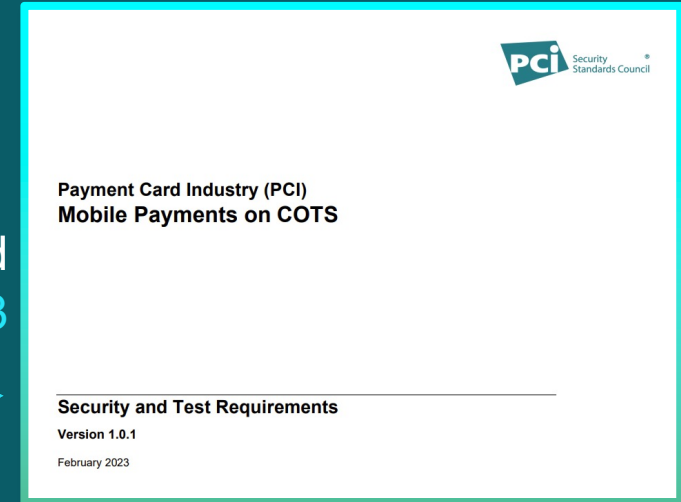 PCI Security
Standards Council ®
Payment Card Industry (PCI)
Mobile Payments on COTS
Security and Test Requirements
Version 1.0.1
February 2023